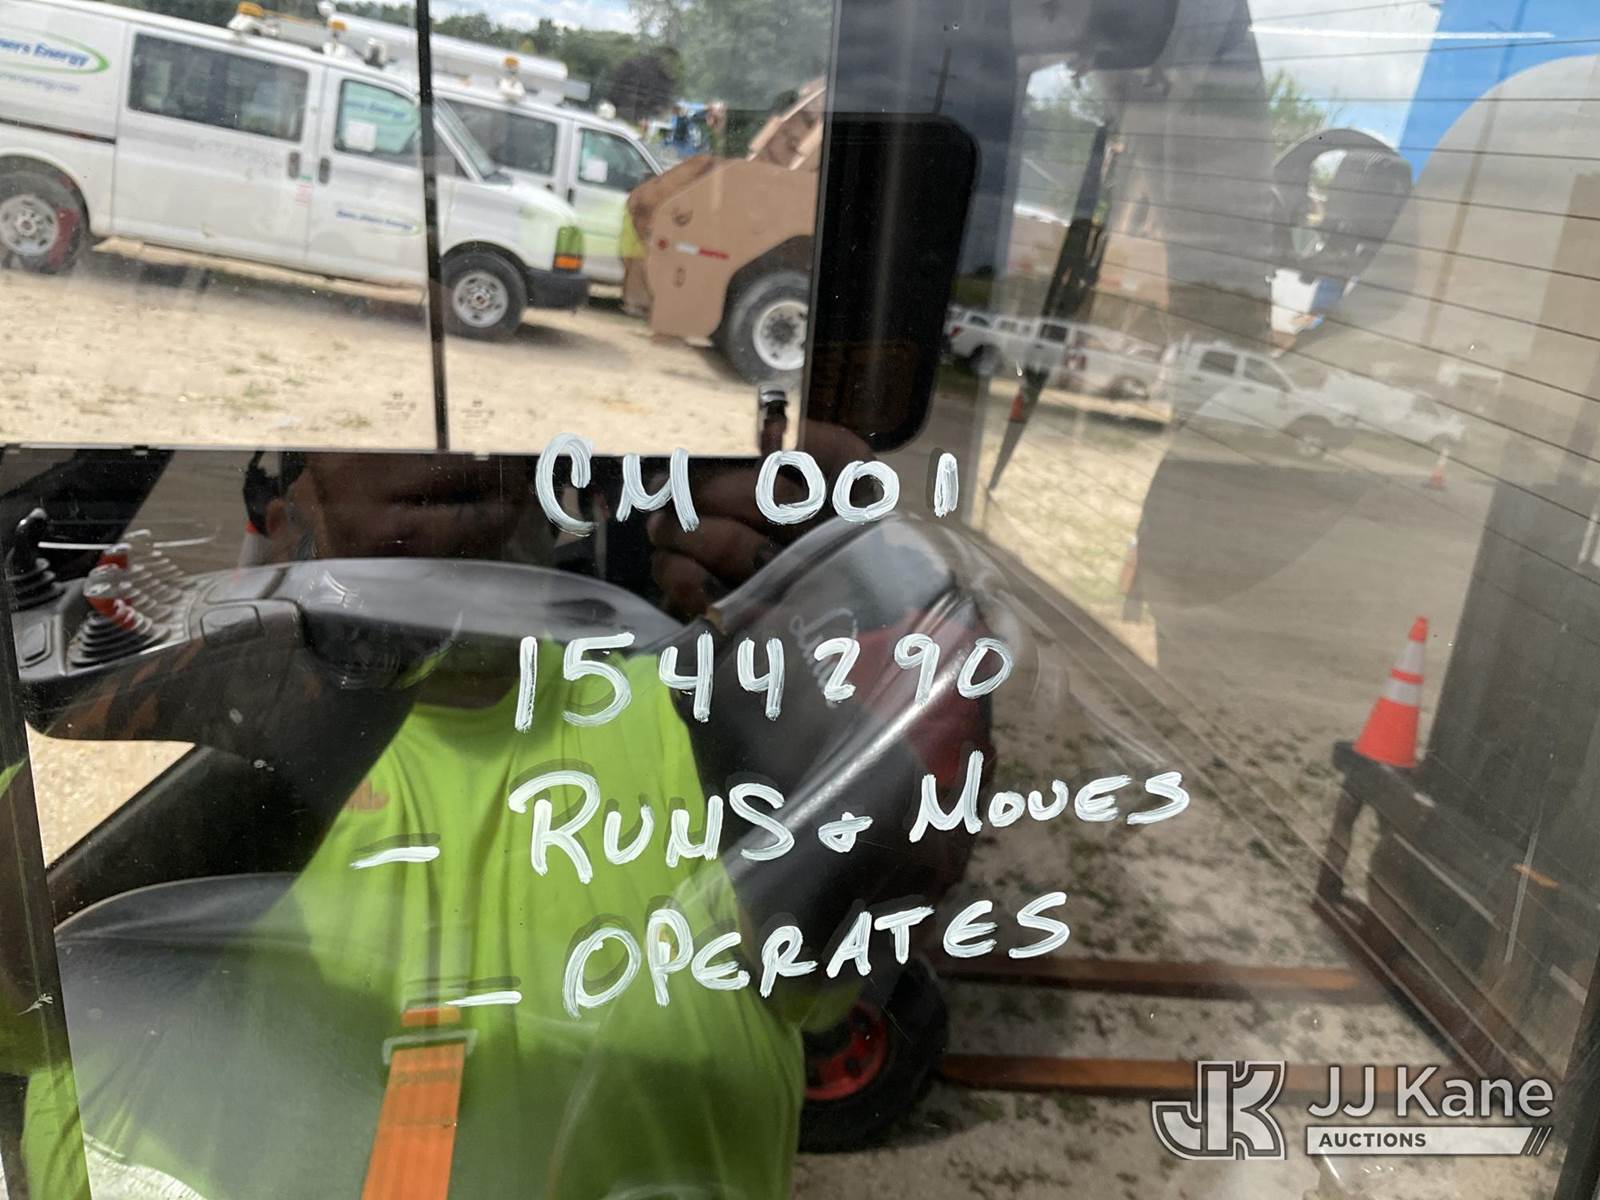 CM 001
1544290
- RUNS & MOVES
- OPERATES
JJ Kane
AUCTIONS